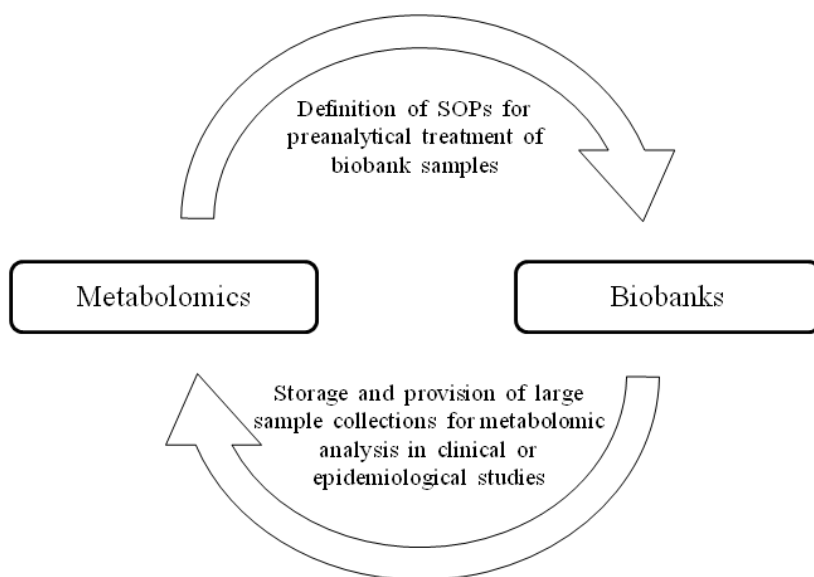 Definition of SOPs for
preanalytical treatment of
biobank samples
Metabolomics
Biobanks
Storage and provision of large
sample collections for metabolomic
analysis in clinical or
epidemiological studies